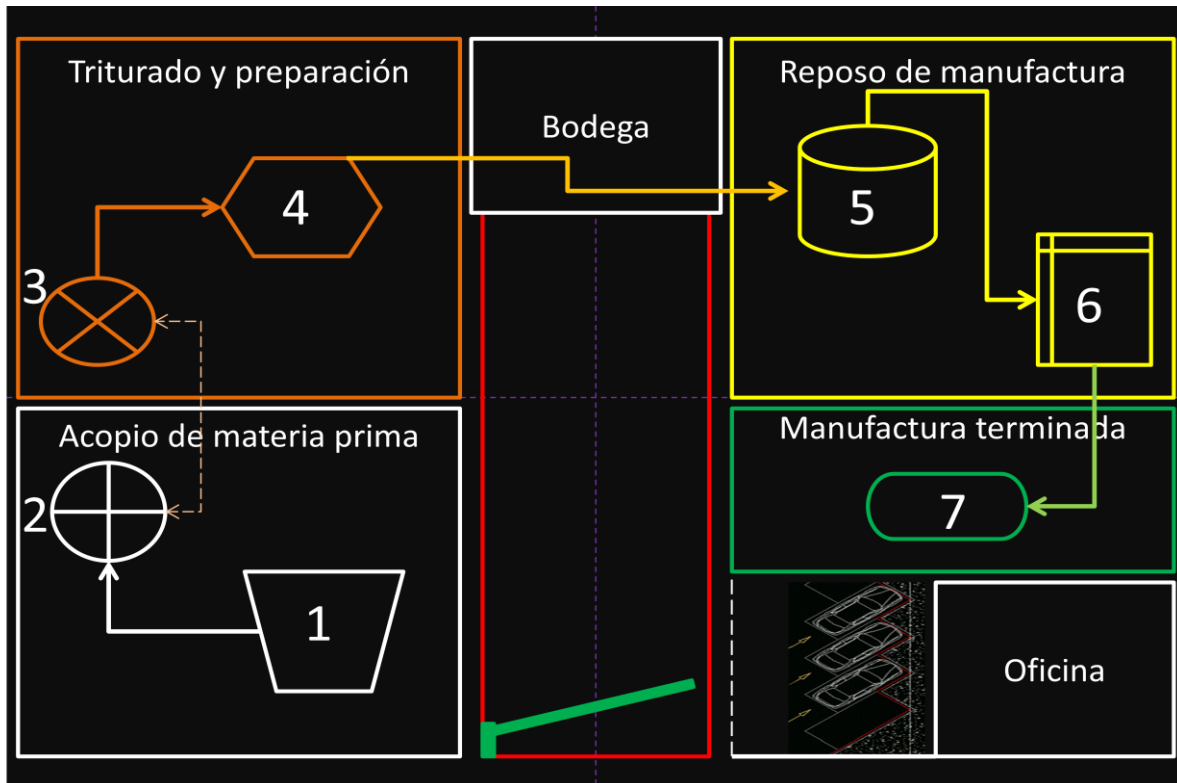 Triturado y preparación
Bodega
Reposo de manufactura
4
5
3
6
Acopio de materia prima
Manufactura terminada
2
7
1
Oficina